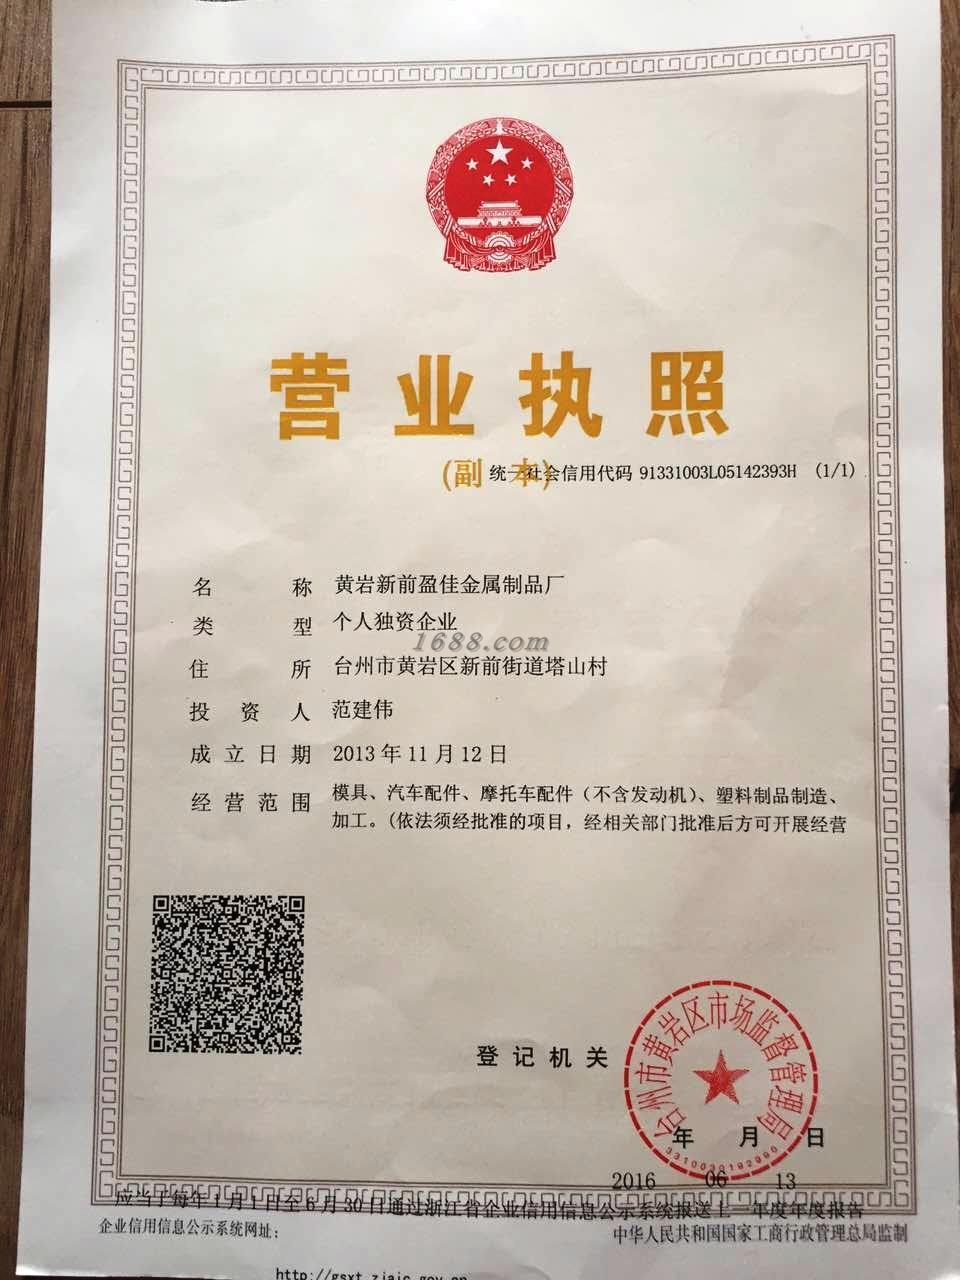 营业执照
(副 本) 统一社会信用代码 91331003L05142393H (1/1)
名称 黄岩新前盈佳金属制品厂
类型 个人独资企业
1688.com
住所 台州市黄岩区新前街道塔山村
投资人 范建伟
成立日期 2013年11月12日
经营范围 模具、汽车配件、摩托车配件（不含发动机）、塑料制品制造、
加工。(依法须经批准的项目，经相关部门批准后方可开展经营
登记机关
台州市黄岩区市场监督管理局
年 月 日
3310030192990
2016 06 13
应当于每年1月1日至6月30日通过浙江省企业信用信息公示系统报送上一年度年度报告
企业信用信息公示系统网址：
中华人民共和国国家工商行政管理总局监制
http://gsxt.zjaic.gov.cn